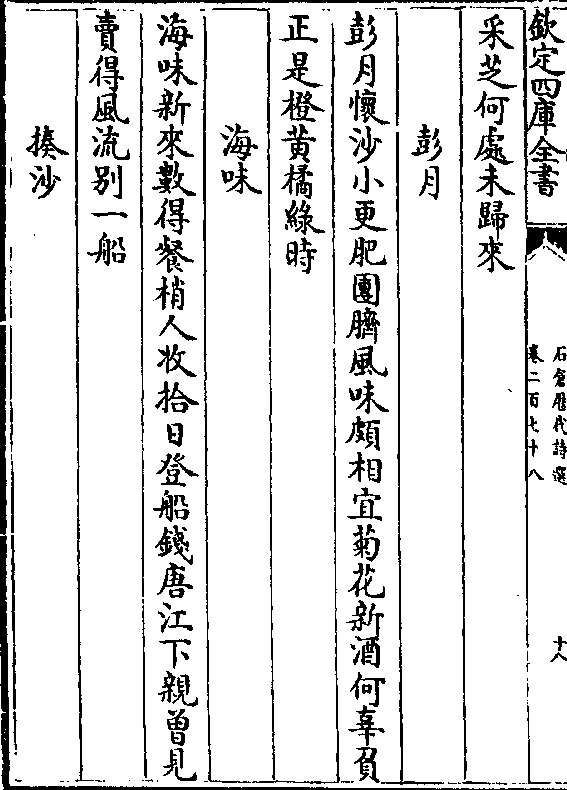 欽定四庫全書
石倉歴代詩選
卷二百七十八
十八
采芝何處未歸來
彭月
彭月懷沙小更肥團臍風味頗相宜菊花新酒何辜負
正是橙黄橘綠時
海味
海味新來數得餐梢人收拾日登船錢唐江下親曾見
賣得風流别一船
揍沙